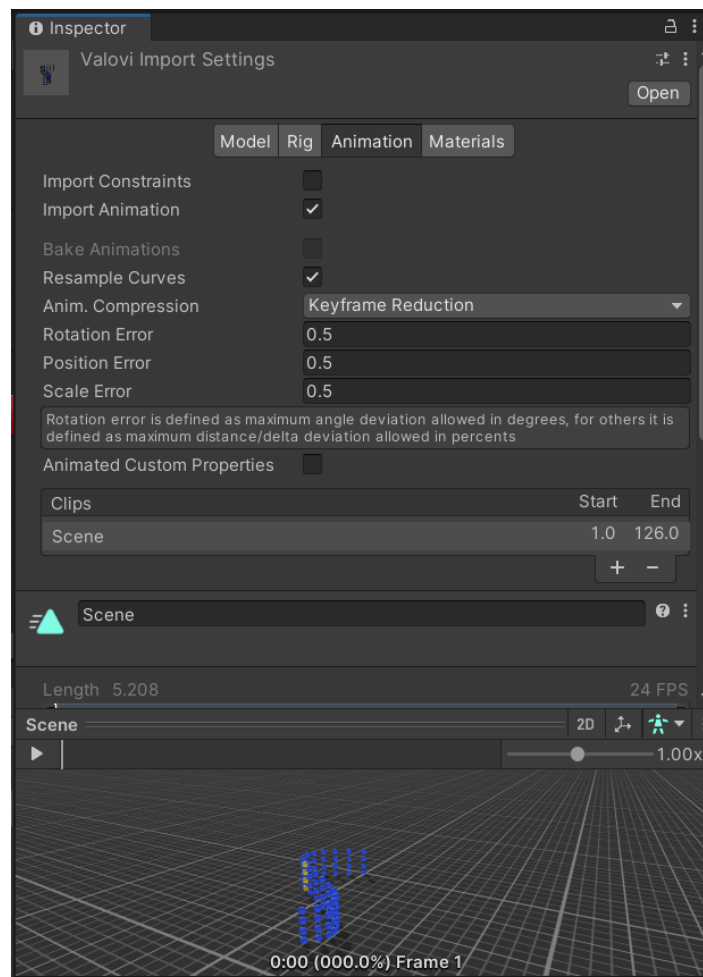 Inspector
Valovi Import Settings
Open
Model Rig Animation Materials
Import Constraints
Import Animation
Bake Animations
Resample Curves
Anim. Compression Keyframe Reduction
Rotation Error 0.5
Position Error 0.5
Scale Error 0.5
Rotation error is defined as maximum angle deviation allowed in degrees, for others it is
defined as maximum distance/delta deviation allowed in percents
Animated Custom Properties
Clips Start End
Scene 1.0 126.0
+ −
Scene
Length 5.208 24 FPS
Scene 2D
1.00x
0:00 (000.0%) Frame 1